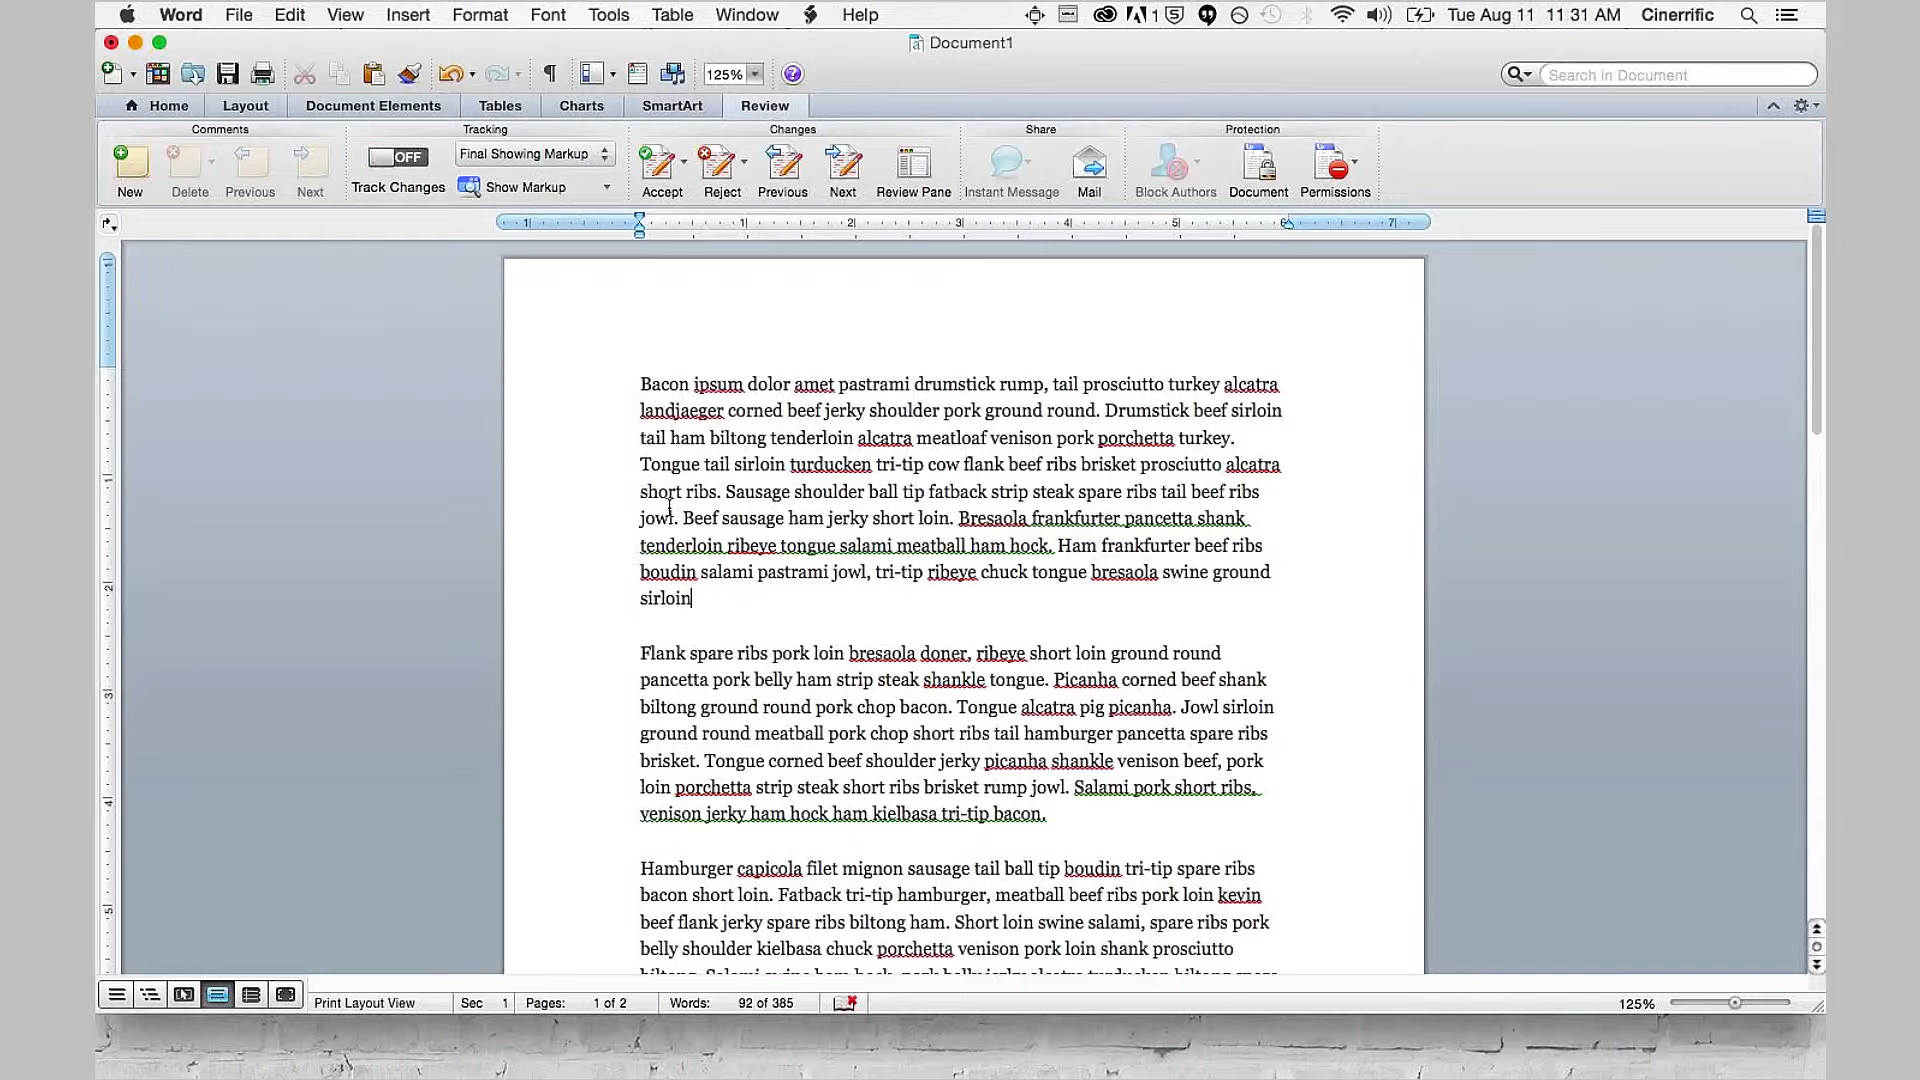 Word File Edit View Insert Format Font Tools Table Window Help 1 Tue Aug 11 11:31 AM Cinerrific
Document1
125% Search in Document
Home Layout Document Elements Tables Charts SmartArt Review
Comments Tracking Changes Share Protection
OFF Final Showing Markup
New Delete Previous Next Track Changes Show Markup Accept Reject Previous Next Review Pane Instant Message Mail Block Authors Document Permissions
1 1 2 3 4 5 6 7
Bacon ipsum dolor amet pastrami drumstick rump, tail prosciutto turkey alcatra
landjaeger corned beef jerky shoulder pork ground round. Drumstick beef sirloin
tail ham biltong tenderloin alcatra meatloaf venison pork porchetta turkey.
Tongue tail sirloin turducken tri-tip cow flank beef ribs brisket prosciutto alcatra
short ribs. Sausage shoulder ball tip fatback strip steak spare ribs tail beef ribs
jowl. Beef sausage ham jerky short loin. Bresaola frankfurter pancetta shank
tenderloin ribeye tongue salami meatball ham hock. Ham frankfurter beef ribs
boudin salami pastrami jowl, tri-tip ribeye chuck tongue bresaola swine ground
sirloin
Flank spare ribs pork loin bresaola doner, ribeye short loin ground round
pancetta pork belly ham strip steak shankle tongue. Picanha corned beef shank
biltong ground round pork chop bacon. Tongue alcatra pig picanha. Jowl sirloin
ground round meatball pork chop short ribs tail hamburger pancetta spare ribs
brisket. Tongue corned beef shoulder jerky picanha shankle venison beef, pork
loin porchetta strip steak short ribs brisket rump jowl. Salami pork short ribs,
venison jerky ham hock ham kielbasa tri-tip bacon.
Hamburger capicola filet mignon sausage tail ball tip boudin tri-tip spare ribs
bacon short loin. Fatback tri-tip hamburger, meatball beef ribs pork loin kevin
beef flank jerky spare ribs biltong ham. Short loin swine salami, spare ribs pork
belly shoulder kielbasa chuck porchetta venison pork loin shank prosciutto
Print Layout View Sec 1 Pages: 1 of 2 Words: 92 of 385 125%